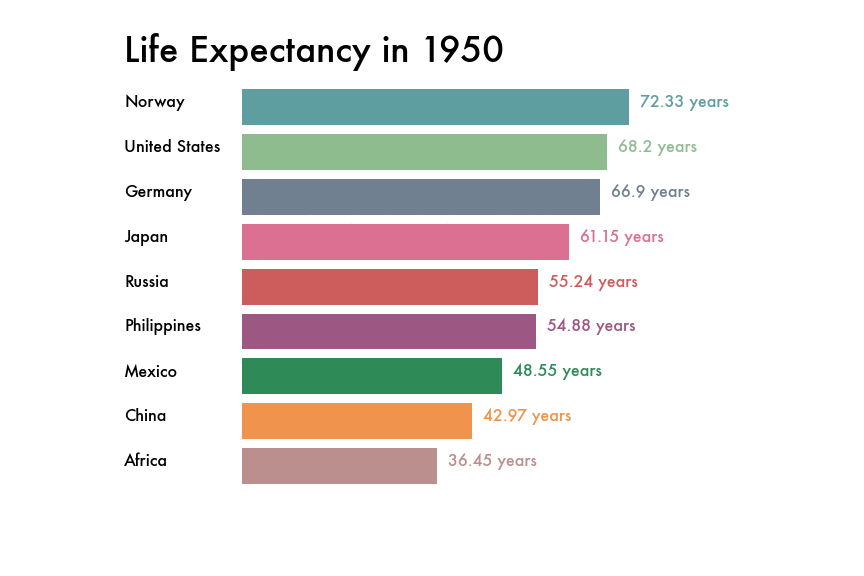 Life Expectancy in 1950
Norway 72.33 years
United States 68.2 years
Germany 66.9 years
Japan 61.15 years
Russia 55.24 years
Philippines 54.88 years
Mexico 48.55 years
China 42.97 years
Africa 36.45 years